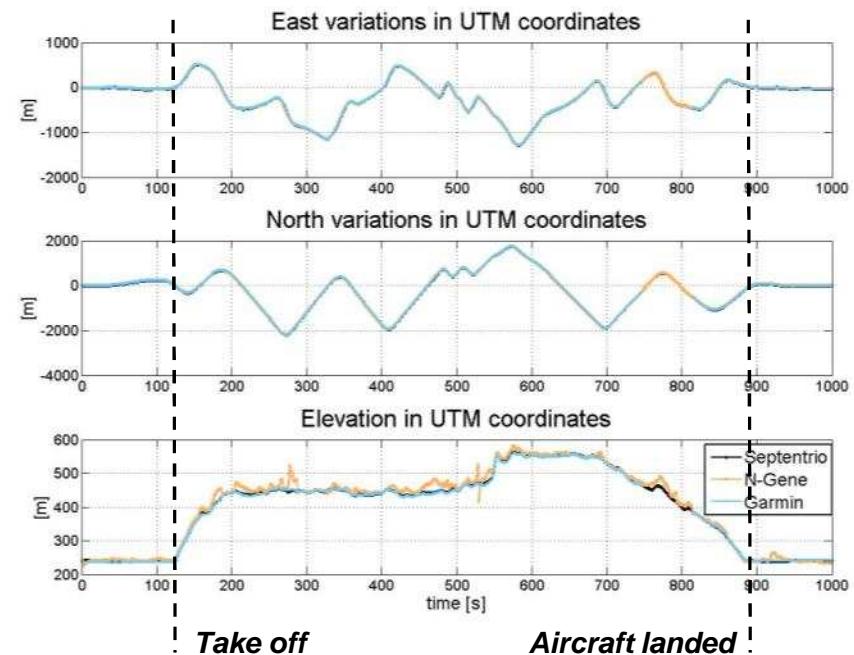 East variations in UTM coordinates
1000
0
-1000
-2000
[m]
0 100 200 300 400 500 600 700 800 900 1000
North variations in UTM coordinates
2000
0
-2000
-4000
[m]
0 100 200 300 400 500 600 700 800 900 1000
Elevation in UTM coordinates
600
500
400
300
200
[m]
Septentrio
N-Gene
Garmin
0 100 200 300 400 500 600 700 800 900 1000
time [s]
Take off Aircraft landed